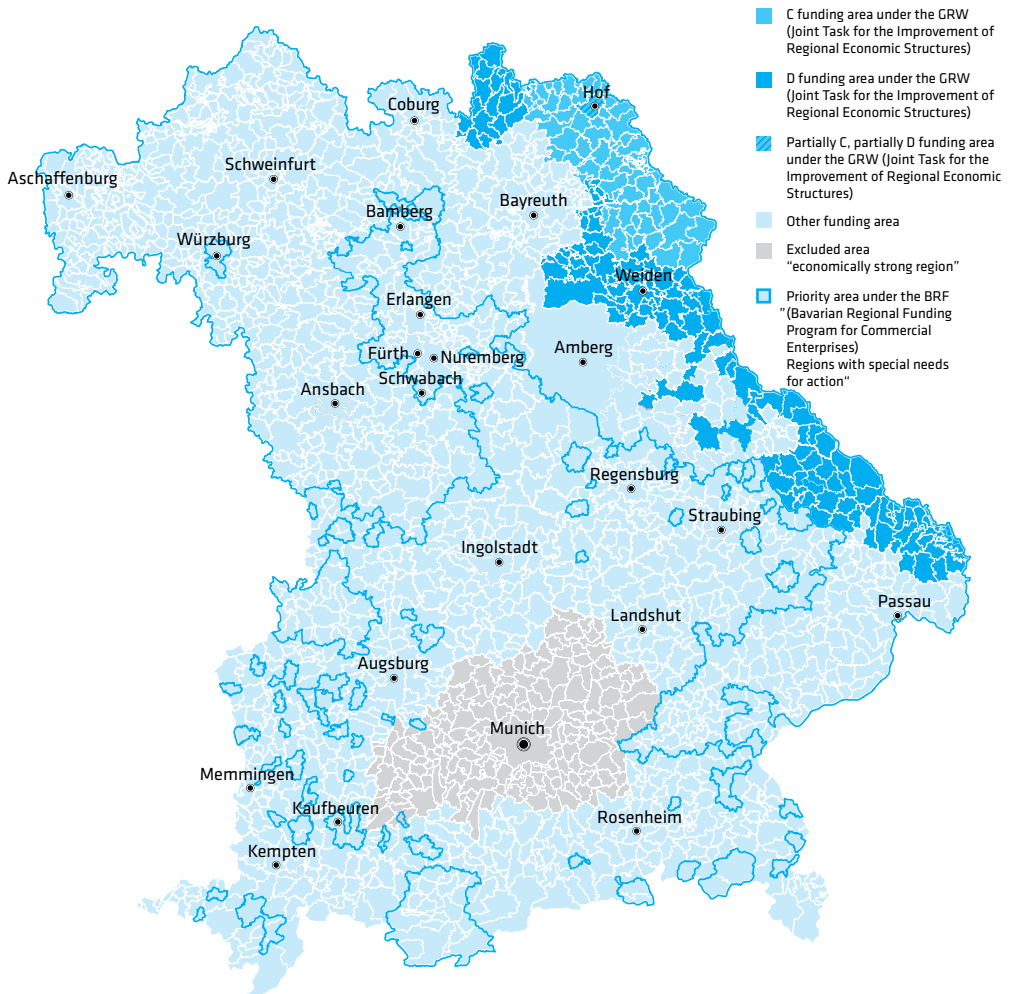 C funding area under the GRW
(Joint Task for the Improvement of
Regional Economic Structures)
D funding area under the GRW
(Joint Task for the Improvement of
Regional Economic Structures)
Partially C, partially D funding area
under the GRW (Joint Task for the
Improvement of Regional Economic
Structures)
Other funding area
Excluded area
“economically strong region”
Priority area under the BRF
"(Bavarian Regional Funding
Program for Commercial
Enterprises)
Regions with special needs
for action“
Hof
Coburg
Schweinfurt
Aschaffenburg
Bayreuth
Bamberg
Würzburg
Weiden
Erlangen
Amberg
Fürth
Nuremberg
Schwabach
Ansbach
Regensburg
Straubing
Ingolstadt
Passau
Landshut
Augsburg
Munich
Memmingen
Kaufbeuren
Rosenheim
Kempten